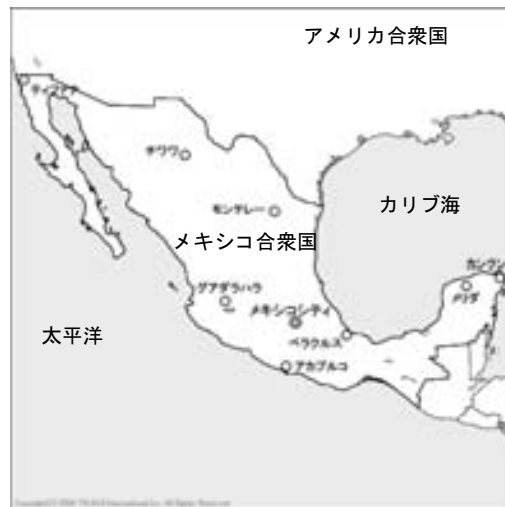 アメリカ合衆国
ティファナ
チワワ
モンテレー
カリブ海
メキシコ合衆国
カンクン
メリダ
グアダラハラ
メキシコシティ
太平洋
ベラクルス
アカプルコ